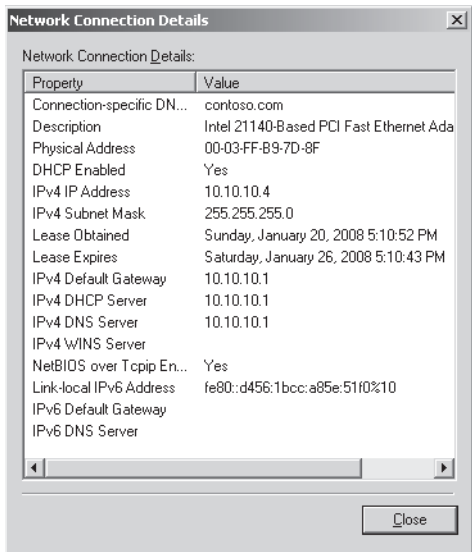 Network Connection Details
Network Connection Details:
Property Value
Connection-specific DN... contoso.com
Description Intel 21140-Based PCI Fast Ethernet Ada
Physical Address 00-03-FF-B9-7D-8F
DHCP Enabled Yes
IPv4 IP Address 10.10.10.4
IPv4 Subnet Mask 255.255.255.0
Lease Obtained Sunday, January 20, 2008 5:10:52 PM
Lease Expires Saturday, January 26, 2008 5:10:43 PM
IPv4 Default Gateway 10.10.10.1
IPv4 DHCP Server 10.10.10.1
IPv4 DNS Server 10.10.10.1
IPv4 WINS Server
NetBIOS over Tcpip En... Yes
Link-local IPv6 Address fe80::d456:1bcc:a85e:51f0%10
IPv6 Default Gateway
IPv6 DNS Server
Close